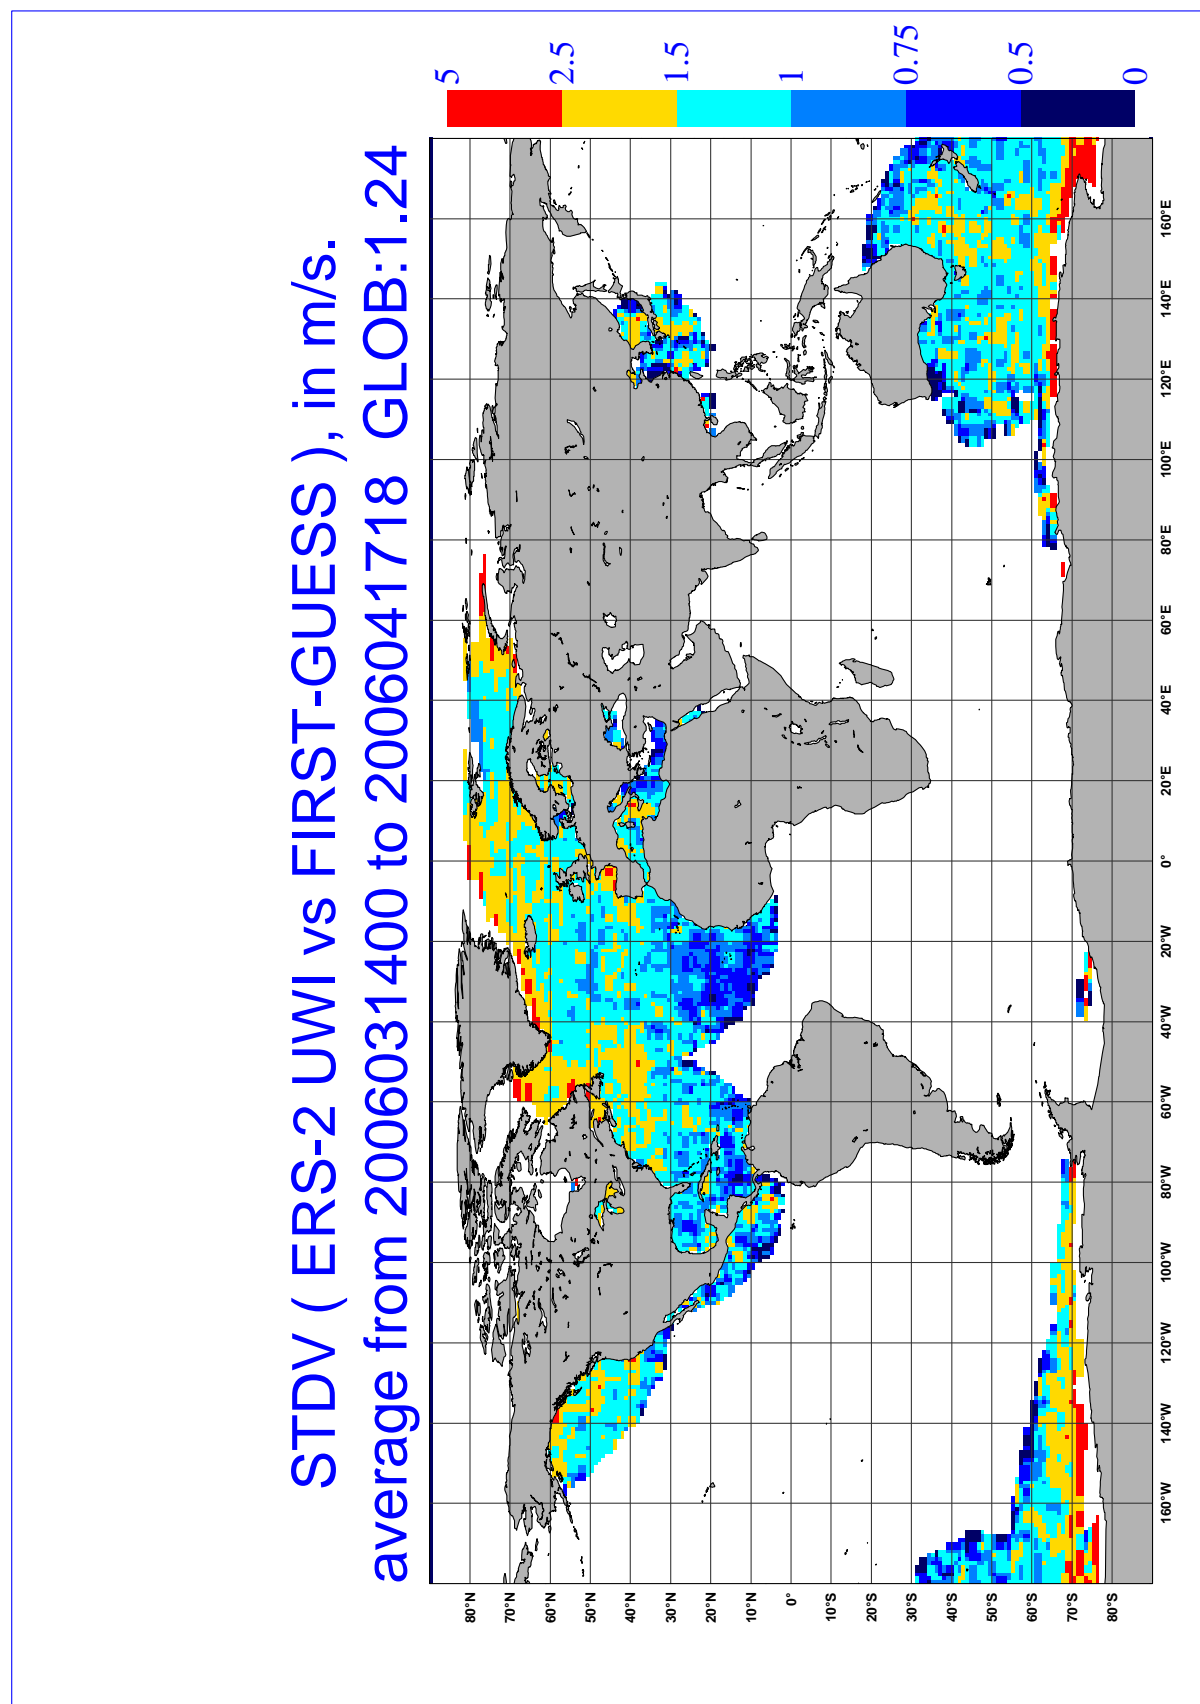 STDV ( ERS-2 UWI vs FIRST-GUESS ), in m/s.
average from 2006031400 to 2006041718 GLOB:1.24
0 0.5 0.75 1 1.5 2.5 5
80°N
70°N
60°N
50°N
40°N
30°N
20°N
10°N
0°
10°S
20°S
30°S
40°S
50°S
60°S
70°S
80°S
160°W 140°W 120°W 100°W 80°W 60°W 40°W 20°W 0° 20°E 40°E 60°E 80°E 100°E 120°E 140°E 160°E